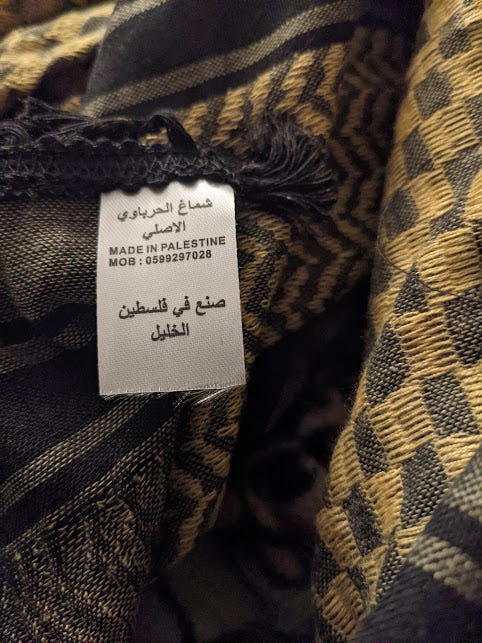 شماغ الحرباوي
الاصلي
MADE IN PALESTINE
MOB : 0599297028
صنع في فلسطين
الخليل